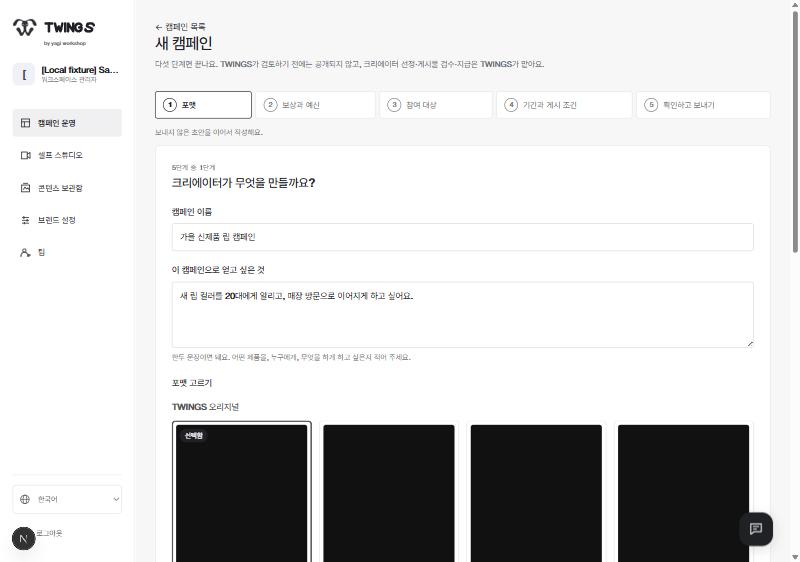 TWINGS
by yagi workshop
[
[Local fixture] Sa...
워크스페이스 관리자
캠페인 운영
셀프 스튜디오
콘텐츠 보관함
브랜드 설정
팀
한국어
N
로그아웃
← 캠페인 목록
새 캠페인
다섯 단계면 끝나요. TWINGS가 검토하기 전에는 공개되지 않고, 크리에이터 선정·게시물 검수·지급은 TWINGS가 맡아요.
1 포맷
2 보상과 예산
3 참여 대상
4 기간과 게시 조건
5 확인하고 보내기
보내지 않은 초안을 이어서 작성해요.
5단계 중 1단계
크리에이터가 무엇을 만들까요?
캠페인 이름
가을 신제품 립 캠페인
이 캠페인으로 얻고 싶은 것
새 립 컬러를 20대에게 알리고, 매장 방문으로 이어지게 하고 싶어요.
한두 문장이면 돼요. 어떤 제품을, 누구에게, 무엇을 하게 하고 싶은지 적어 주세요.
포맷 고르기
TWINGS 오리지널
선택함